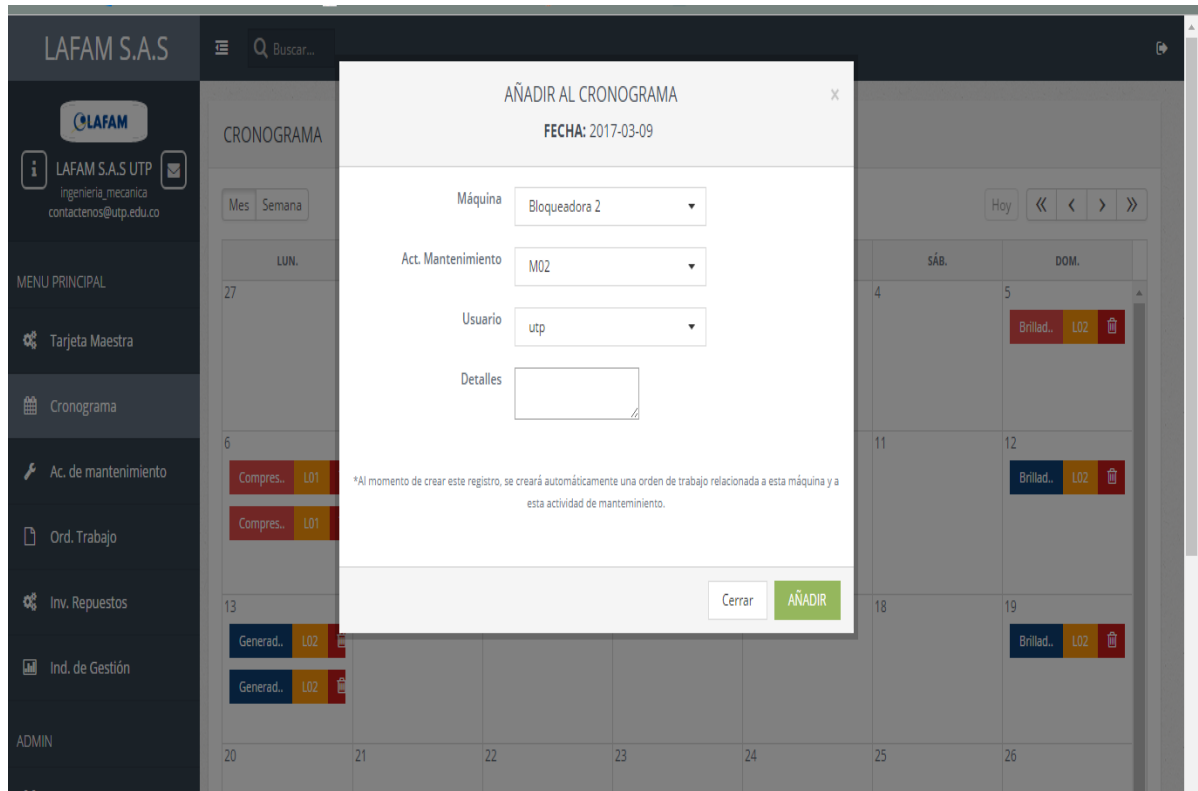 LAFAM S.A.S
Buscar...
LAFAM
LAFAM S.A.S UTP
ingenieria_mecanica
contactenos@utp.edu.co
MENU PRINCIPAL
Tarjeta Maestra
Cronograma
Ac. de mantenimiento
Ord. Trabajo
Inv. Repuestos
Ind. de Gestión
ADMIN
CRONOGRAMA
Mes Semana
Hoy
LUN. SÁB. DOM.
27 4 5
Brillad.. L02
6 11 12
Compres.. L01 Brillad.. L02
Compres.. L01
13 18 19
Generad.. L02 Brillad.. L02
Generad.. L02
20 21 22 23 24 25 26
AÑADIR AL CRONOGRAMA ×
FECHA: 2017-03-09
Máquina Bloqueadora 2
Act. Mantenimiento M02
Usuario utp
Detalles
*Al momento de crear este registro, se creará automáticamente una orden de trabajo relacionada a esta máquina y a
esta actividad de manteminiento.
Cerrar AÑADIR